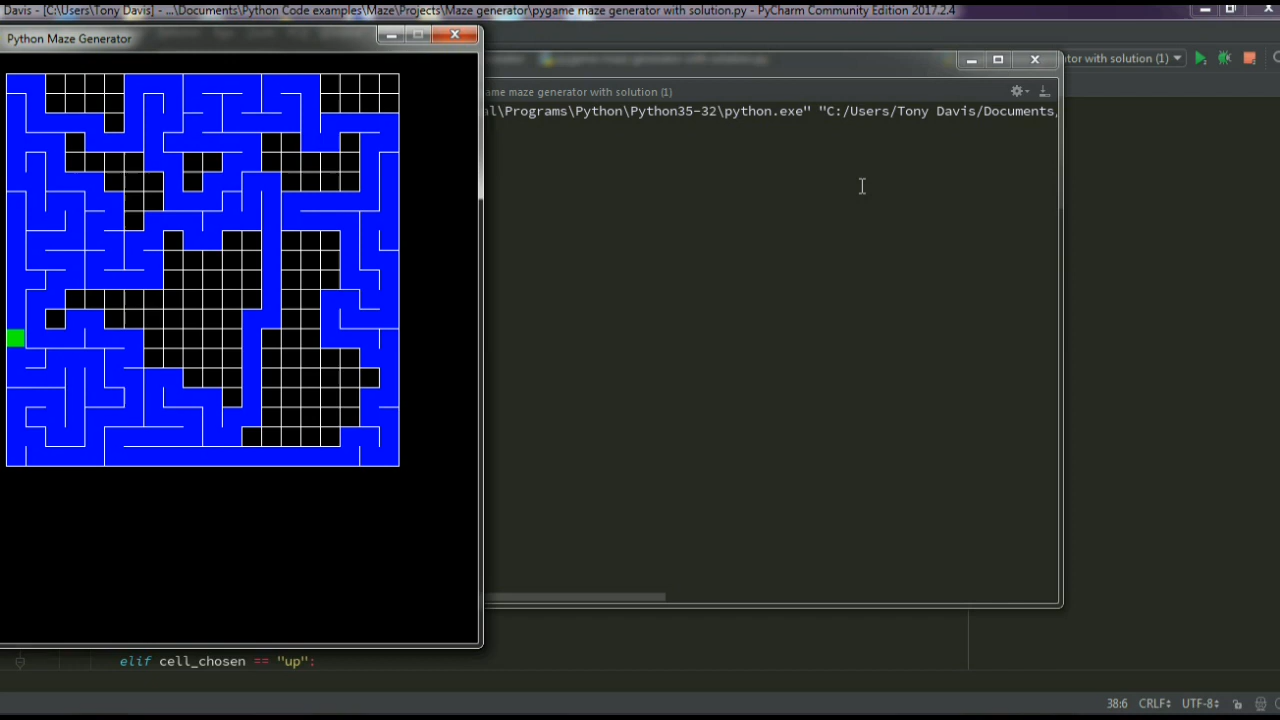 Davis - [C:\Users\Tony Davis] - ...\Documents\Python Code examples\Maze\Projects\Maze generator\pygame maze generator with solution.py - PyCharm Community Edition 2017.2.4
Python Maze Generator
tor with solution (1)
ame maze generator with solution (1)
al\Programs\Python\Python35-32\python.exe" "C:/Users/Tony Davis/Documents,
elif cell_chosen == "up":
38:6 CRLF UTF-8